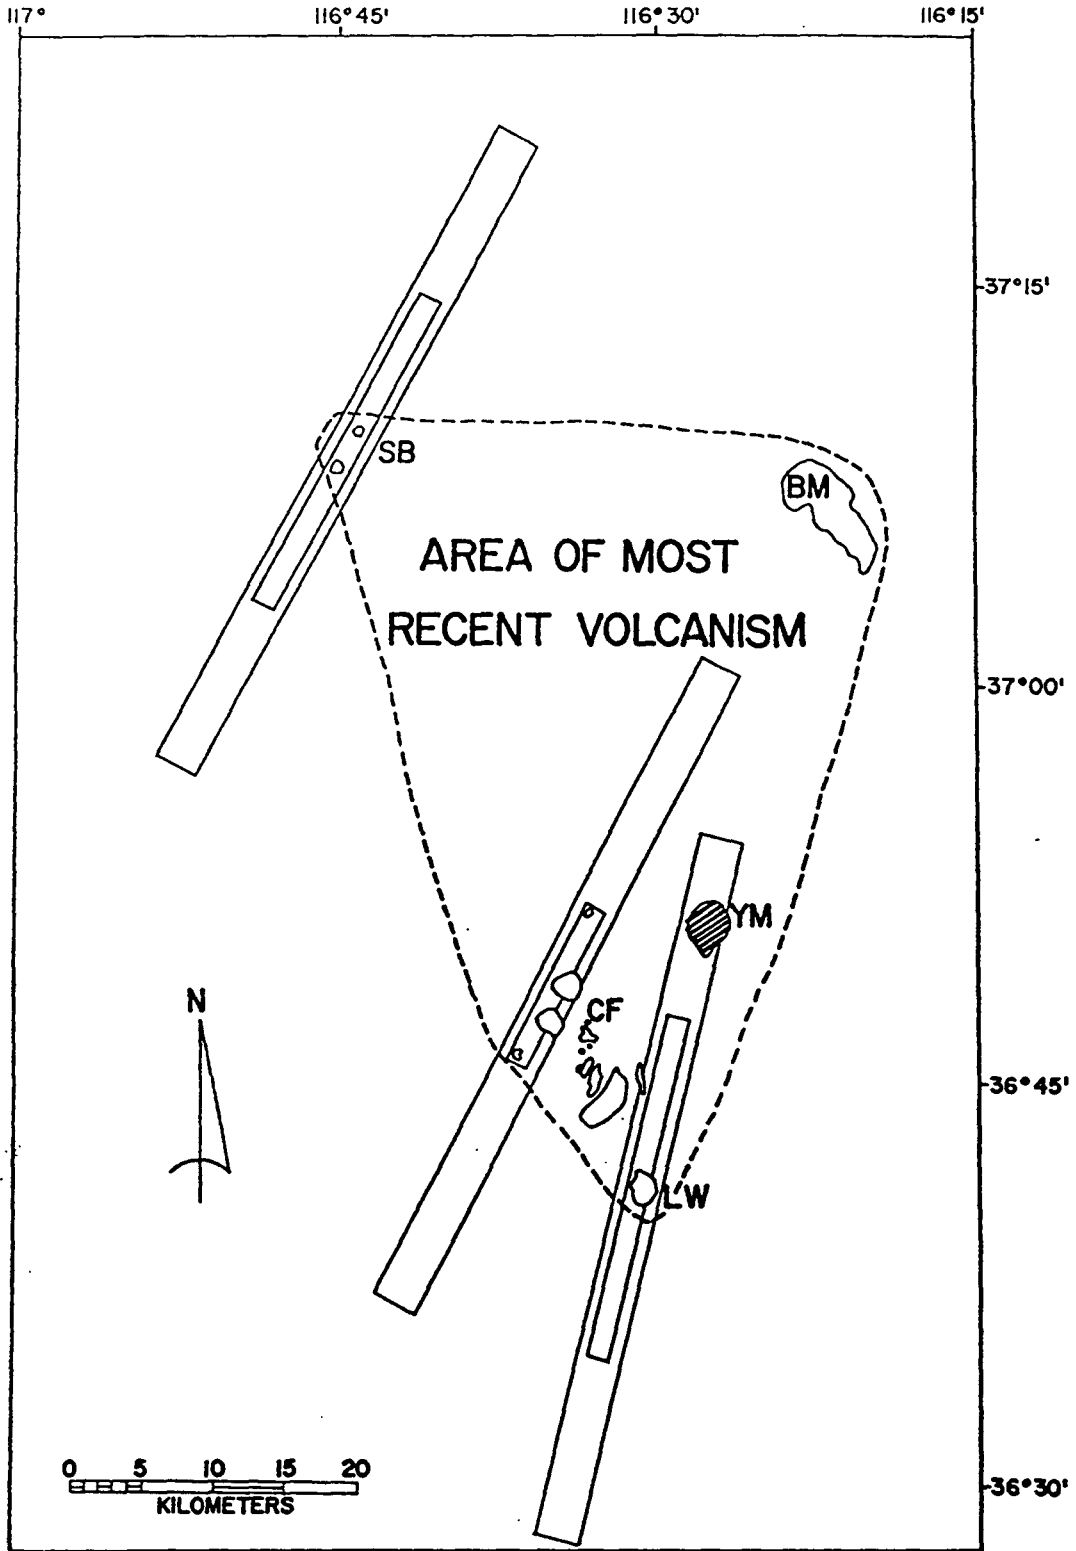 117° 116°45' 116°30' 116°15'
37°15'
SB
BM
AREA OF MOST
RECENT VOLCANISM
37°00'
YM
N
CF
36°45'
LW
0 5 10 15 20
KILOMETERS
36°30'